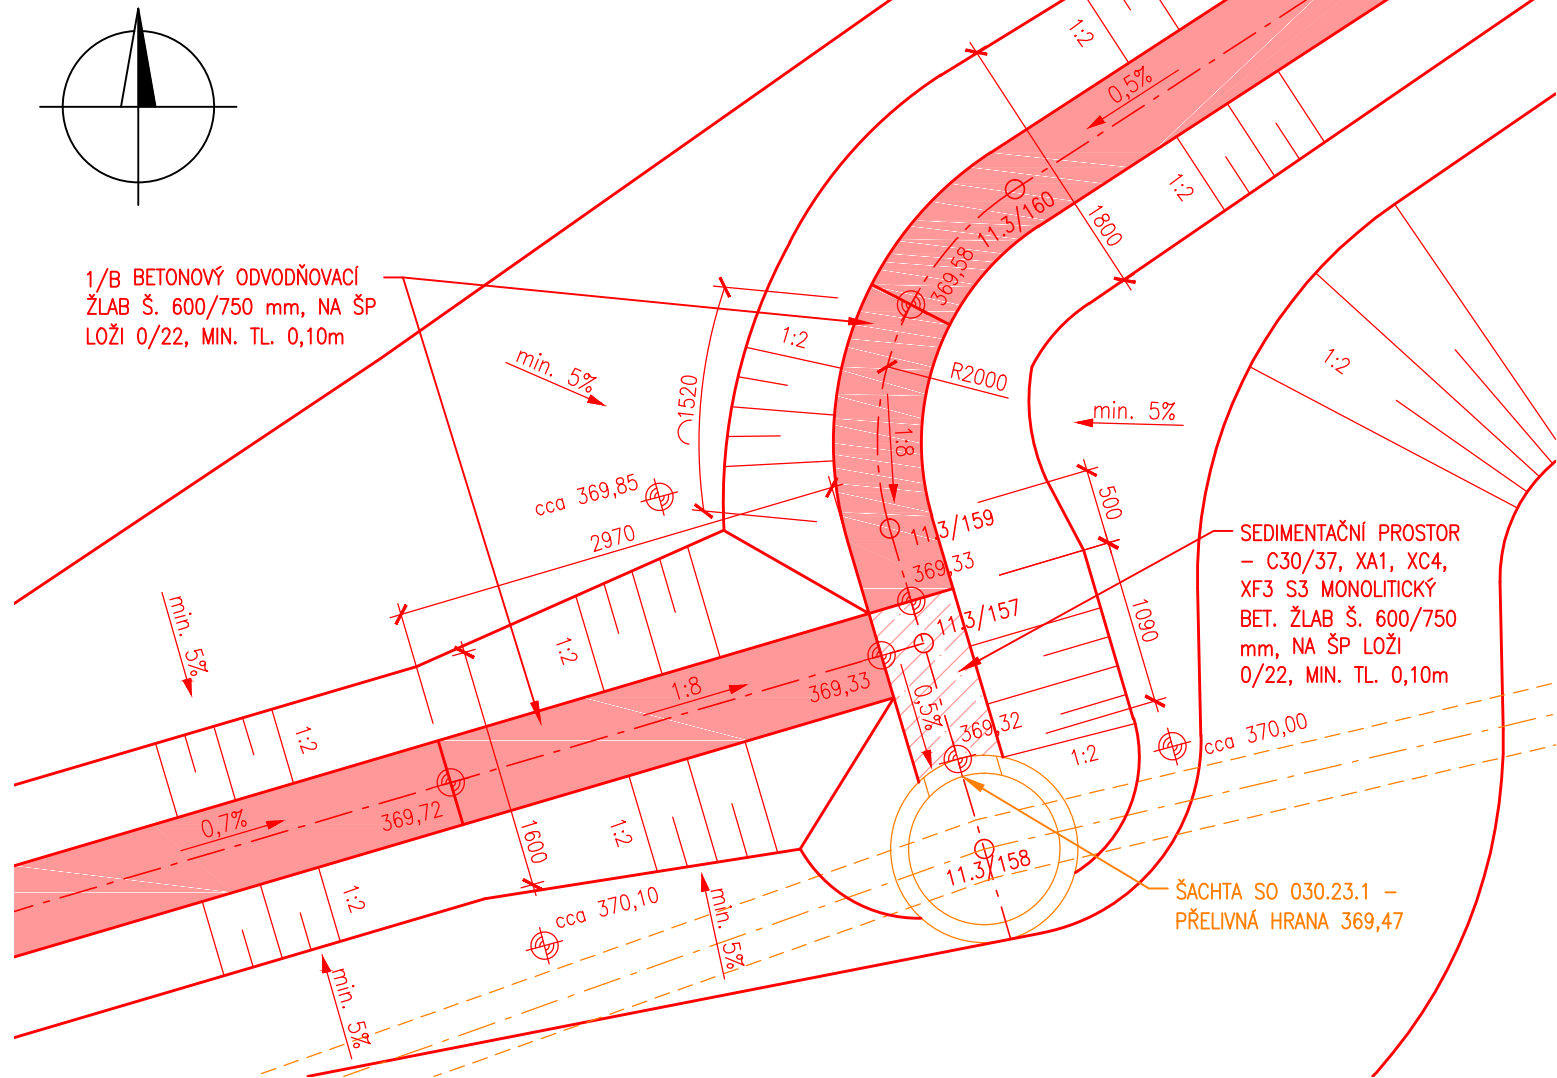 1:2
0,5%
1:2
1800
11.3/160
369,58
1/B BETONOVÝ ODVODŇOVACÍ
ŽLAB Š. 600/750 mm, NA ŠP
LOŽI 0/22, MIN. TL. 0,10m
1:2
min. 5%
1520
R2000
1:2
min. 5%
1:8
cca 369,85
2970
500
11.3/159
369,33
SEDIMENTAČNÍ PROSTOR
– C30/37, XA1, XC4,
XF3 S3 MONOLITICKÝ
BET. ŽLAB Š. 600/750
mm, NA ŠP LOŽI
0/22, MIN. TL. 0,10m
min. 5%
1:2
11.3/157
1090
1:8
369,33
0,5%
369,32
1:2
cca 370,00
1:2
0,7%
369,72
1600
1:2
11.3/158
1:2
cca 370,10
min. 5%
min. 5%
ŠACHTA SO 030.23.1 –
PŘELIVNÁ HRANA 369,47